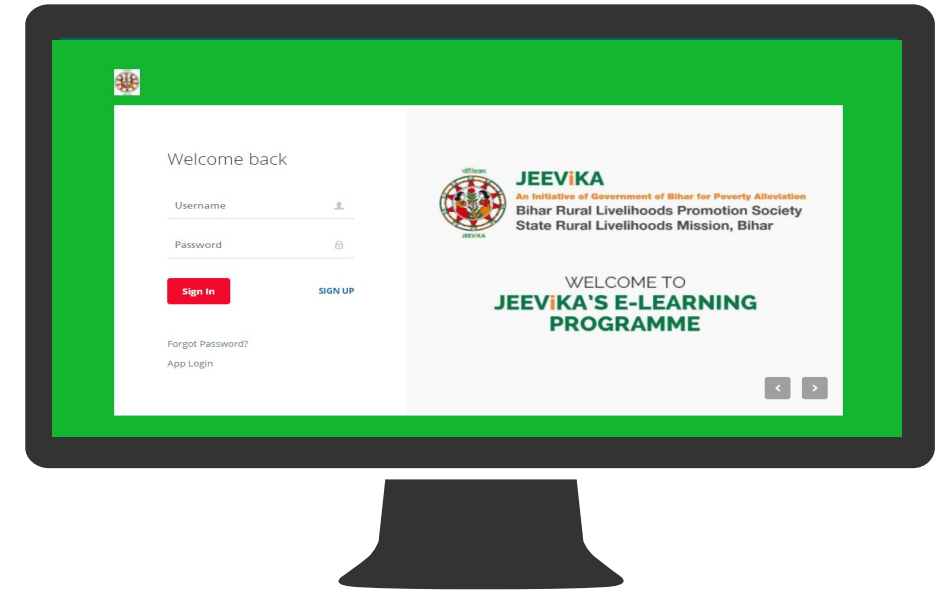 Welcome back
Username
Password
Sign In
SIGN UP
Forgot Password?
App Login
JEEViKA
JEEViKA
An Initiative of Government of Bihar for Poverty Alleviation
Bihar Rural Livelihoods Promotion Society
State Rural Livelihoods Mission, Bihar
WELCOME TO
JEEViKA'S E-LEARNING
PROGRAMME